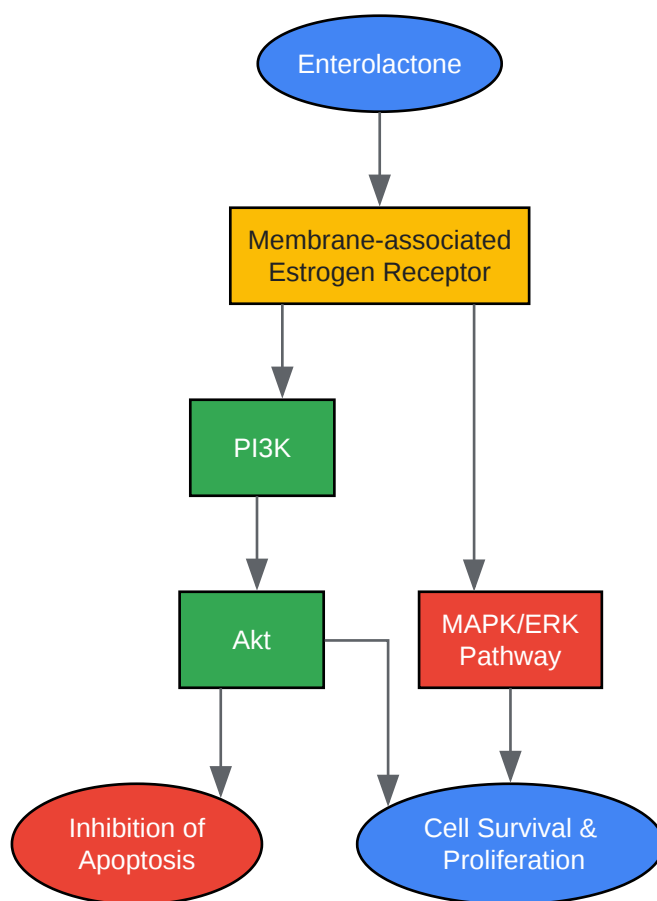 Enterolactone
Membrane-associated
Estrogen Receptor
PI3K
Akt
MAPK/ERK
Pathway
Inhibition of
Apoptosis
Cell Survival &
Proliferation